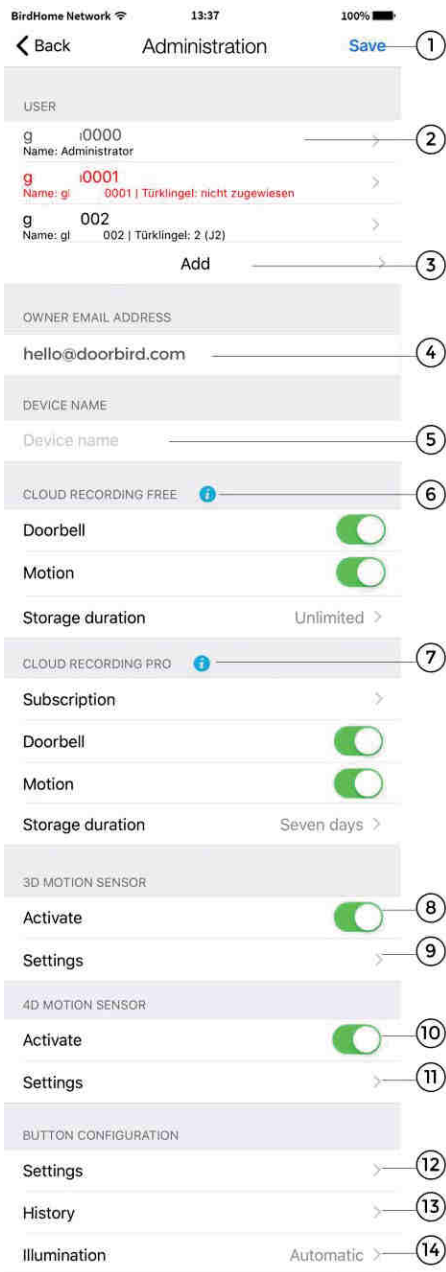 BirdHome Network 13:37 100%
Back Administration Save 1
USER
g 0000 2
Name: Administrator
g 0001
Name: gl 0001 | Türklingel: nicht zugewiesen
g 002
Name: gl 002 | Türklingel: 2 (J2)
Add 3
OWNER EMAIL ADDRESS
hello@doorbird.com 4
DEVICE NAME
Device name 5
CLOUD RECORDING FREE i 6
Doorbell
Motion
Storage duration Unlimited
CLOUD RECORDING PRO i 7
Subscription
Doorbell
Motion
Storage duration Seven days
3D MOTION SENSOR
Activate 8
Settings 9
4D MOTION SENSOR
Activate 10
Settings 11
BUTTON CONFIGURATION
Settings 12
History 13
Illumination Automatic 14